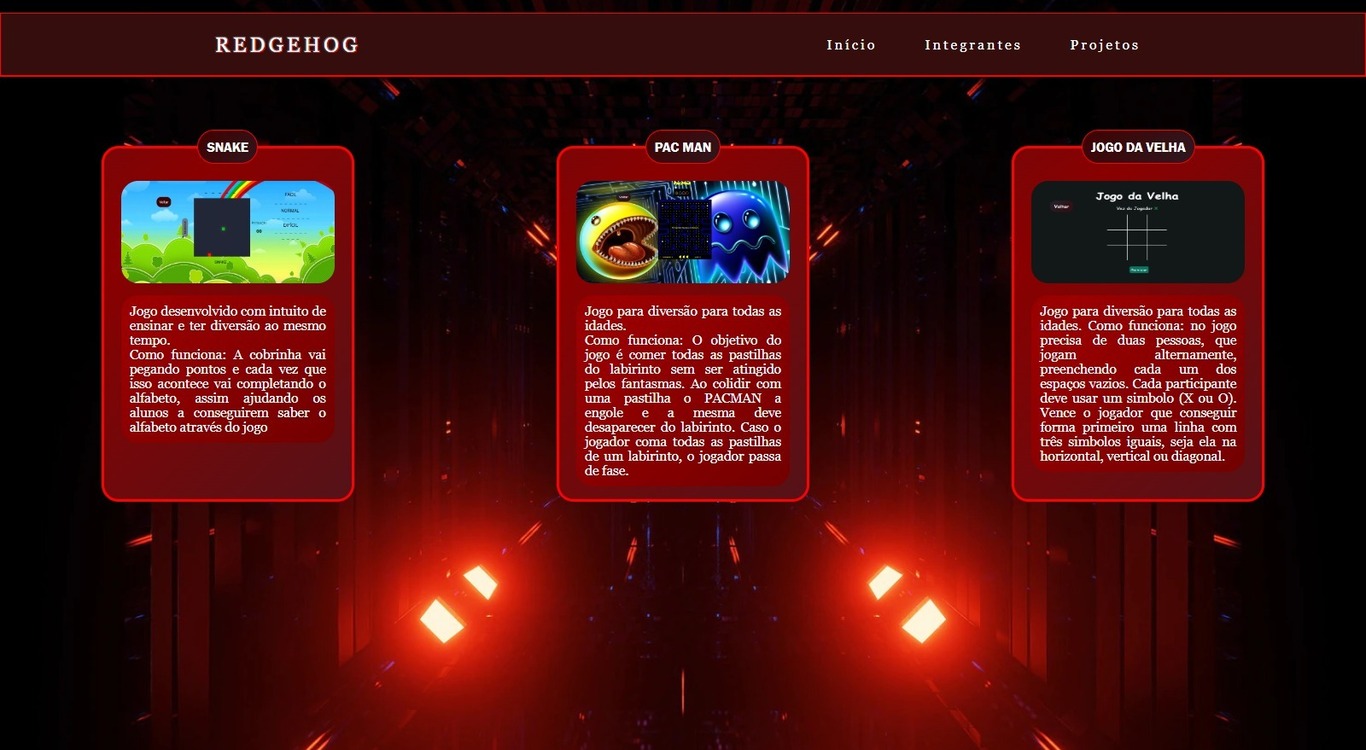 REDGEHOG
Início Integrantes Projetos
SNAKE
Voltar
FÁCIL
NORMAL
DIFÍCIL
Jogo desenvolvido com intuito de
ensinar e ter diversão ao mesmo
tempo.
Como funciona: A cobrinha vai
pegando pontos e cada vez que
isso acontece vai completando o
alfabeto, assim ajudando os
alunos a conseguirem saber o
alfabeto através do jogo
PAC MAN
Voltar
Jogo para diversão para todas as
idades.
Como funciona: O objetivo do
jogo é comer todas as pastilhas
do labirinto sem ser atingido
pelos fantasmas. Ao colidir com
uma pastilha o PACMAN a
engole e a mesma deve
desaparecer do labirinto. Caso o
jogador coma todas as pastilhas
de um labirinto, o jogador passa
de fase.
JOGO DA VELHA
Jogo da Velha
Voltar
Vez do Jogador
Jogo para diversão para todas as
idades. Como funciona: no jogo
precisa de duas pessoas, que
jogam alternamente,
preenchendo cada um dos
espaços vazios. Cada participante
deve usar um simbolo (X ou O).
Vence o jogador que conseguir
forma primeiro uma linha com
três simbolos iguais, seja ela na
horizontal, vertical ou diagonal.